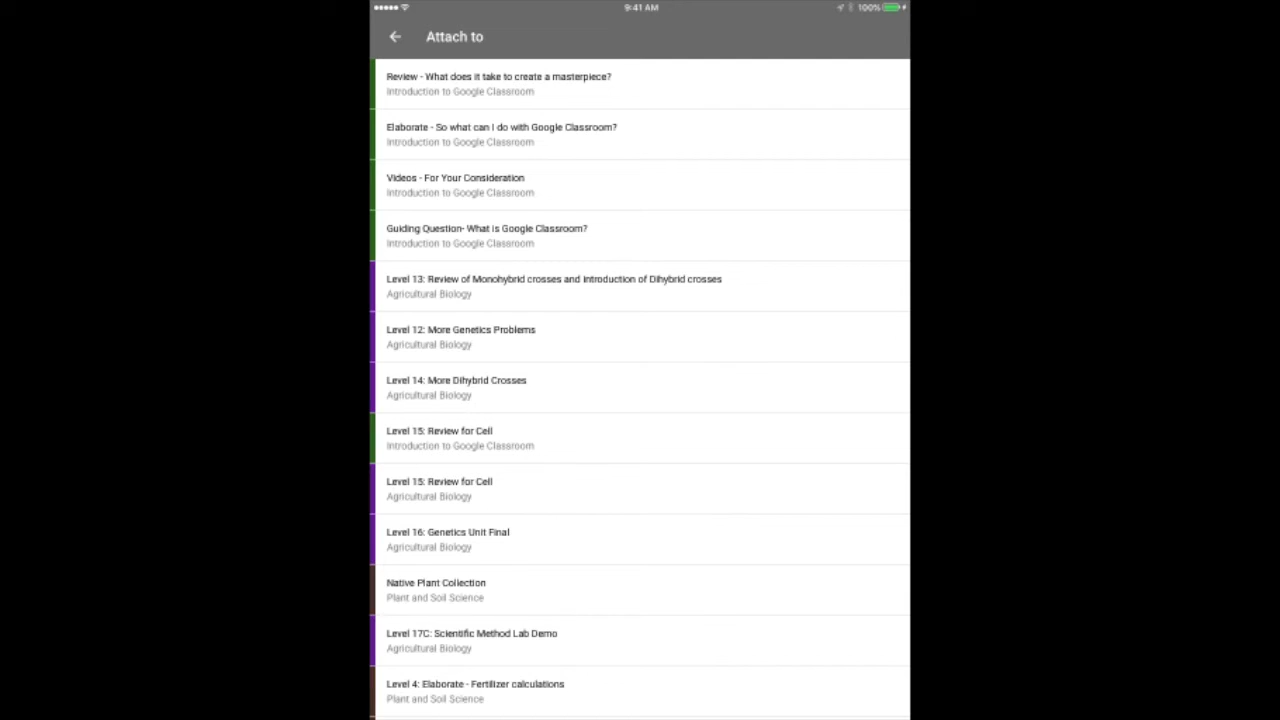 9:41 AM
100%
Attach to
Review - What does it take to create a masterpiece?
Introduction to Google Classroom
Elaborate - So what can I do with Google Classroom?
Introduction to Google Classroom
Videos - For Your Consideration
Introduction to Google Classroom
Guiding Question- What is Google Classroom?
Introduction to Google Classroom
Level 13: Review of Monohybrid crosses and introduction of Dihybrid crosses
Agricultural Biology
Level 12: More Genetics Problems
Agricultural Biology
Level 14: More Dihybrid Crosses
Agricultural Biology
Level 15: Review for Cell
Introduction to Google Classroom
Level 15: Review for Cell
Agricultural Biology
Level 16: Genetics Unit Final
Agricultural Biology
Native Plant Collection
Plant and Soil Science
Level 17C: Scientific Method Lab Demo
Agricultural Biology
Level 4: Elaborate - Fertilizer calculations
Plant and Soil Science